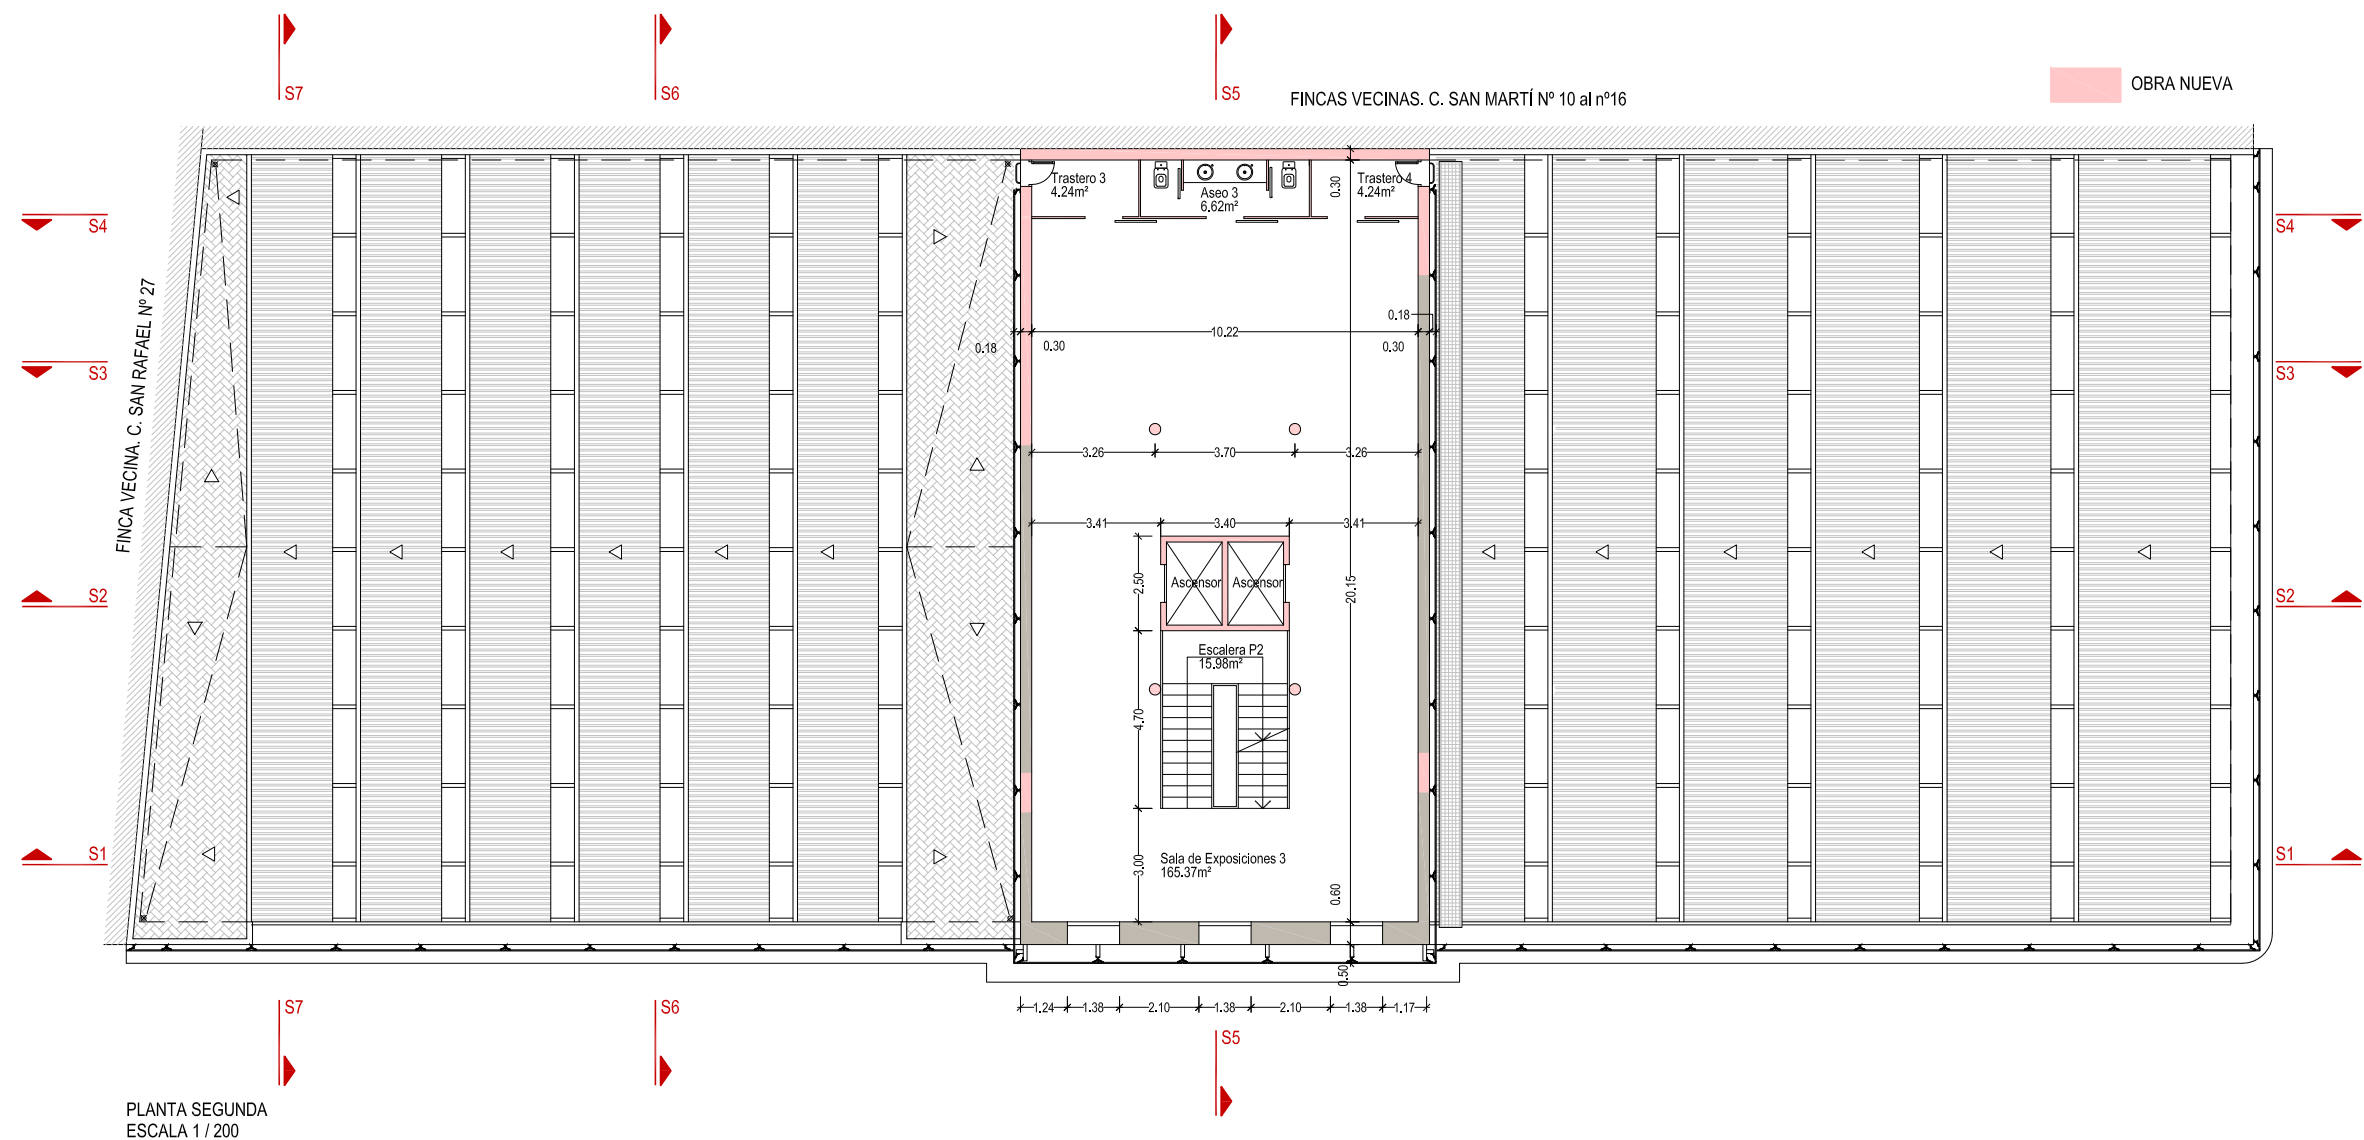 S7
S6
S5
FINCAS VECINAS. C. SAN MARTÍ Nº 10 al nº16
OBRA NUEVA
Trastero 3
4.24m²
Aseo 3
6.62m²
0.30
Trastero 4
4.24m²
S4
S4
FINCA VECINA. C. SAN RAFAEL Nº 27
S3
S3
0.18
10.22
0.18
0.30
0.30
3.26
3.70
3.26
3.41
3.40
3.41
2.50
Ascensor
Ascensor
20.15
S2
S2
Escalera P2
15.98m²
4.70
S1
S1
3.00
Sala de Exposiciones 3
165.37m²
0.60
0.50
1.24
1.38
2.10
1.38
2.10
1.38
1.17
S7
S6
S5
PLANTA SEGUNDA
ESCALA 1 / 200